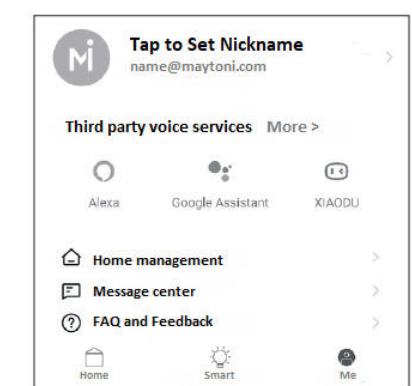 Mi
Tap to Set Nickname
name@maytoni.com
Third party voice services More >
Alexa Google Assistant XIAODU
Home management
Message center
FAQ and Feedback
Home Smart Me